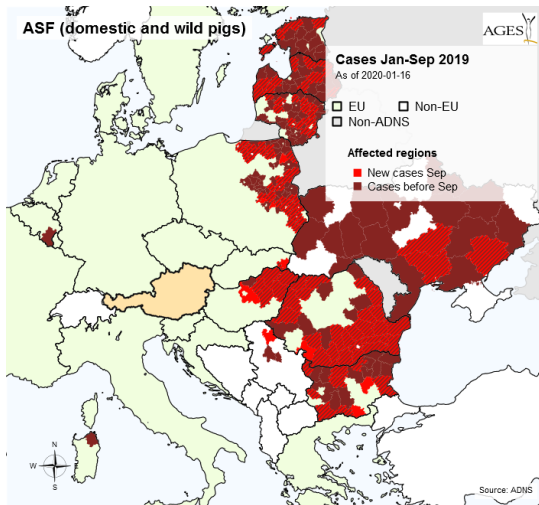 ASF (domestic and wild pigs)
AGES
Cases Jan-Sep 2019
As of 2020-01-16
EU
Non-EU
Non-ADNS
Affected regions
New cases Sep
Cases before Sep
N
W
E
S
Source: ADNS